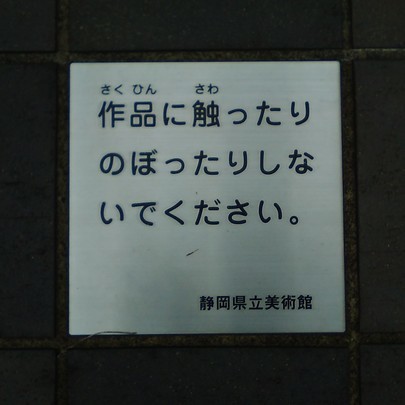 さく ひん さわ
作品に触ったり
のぼったりしな
いでください。
静岡県立美術館